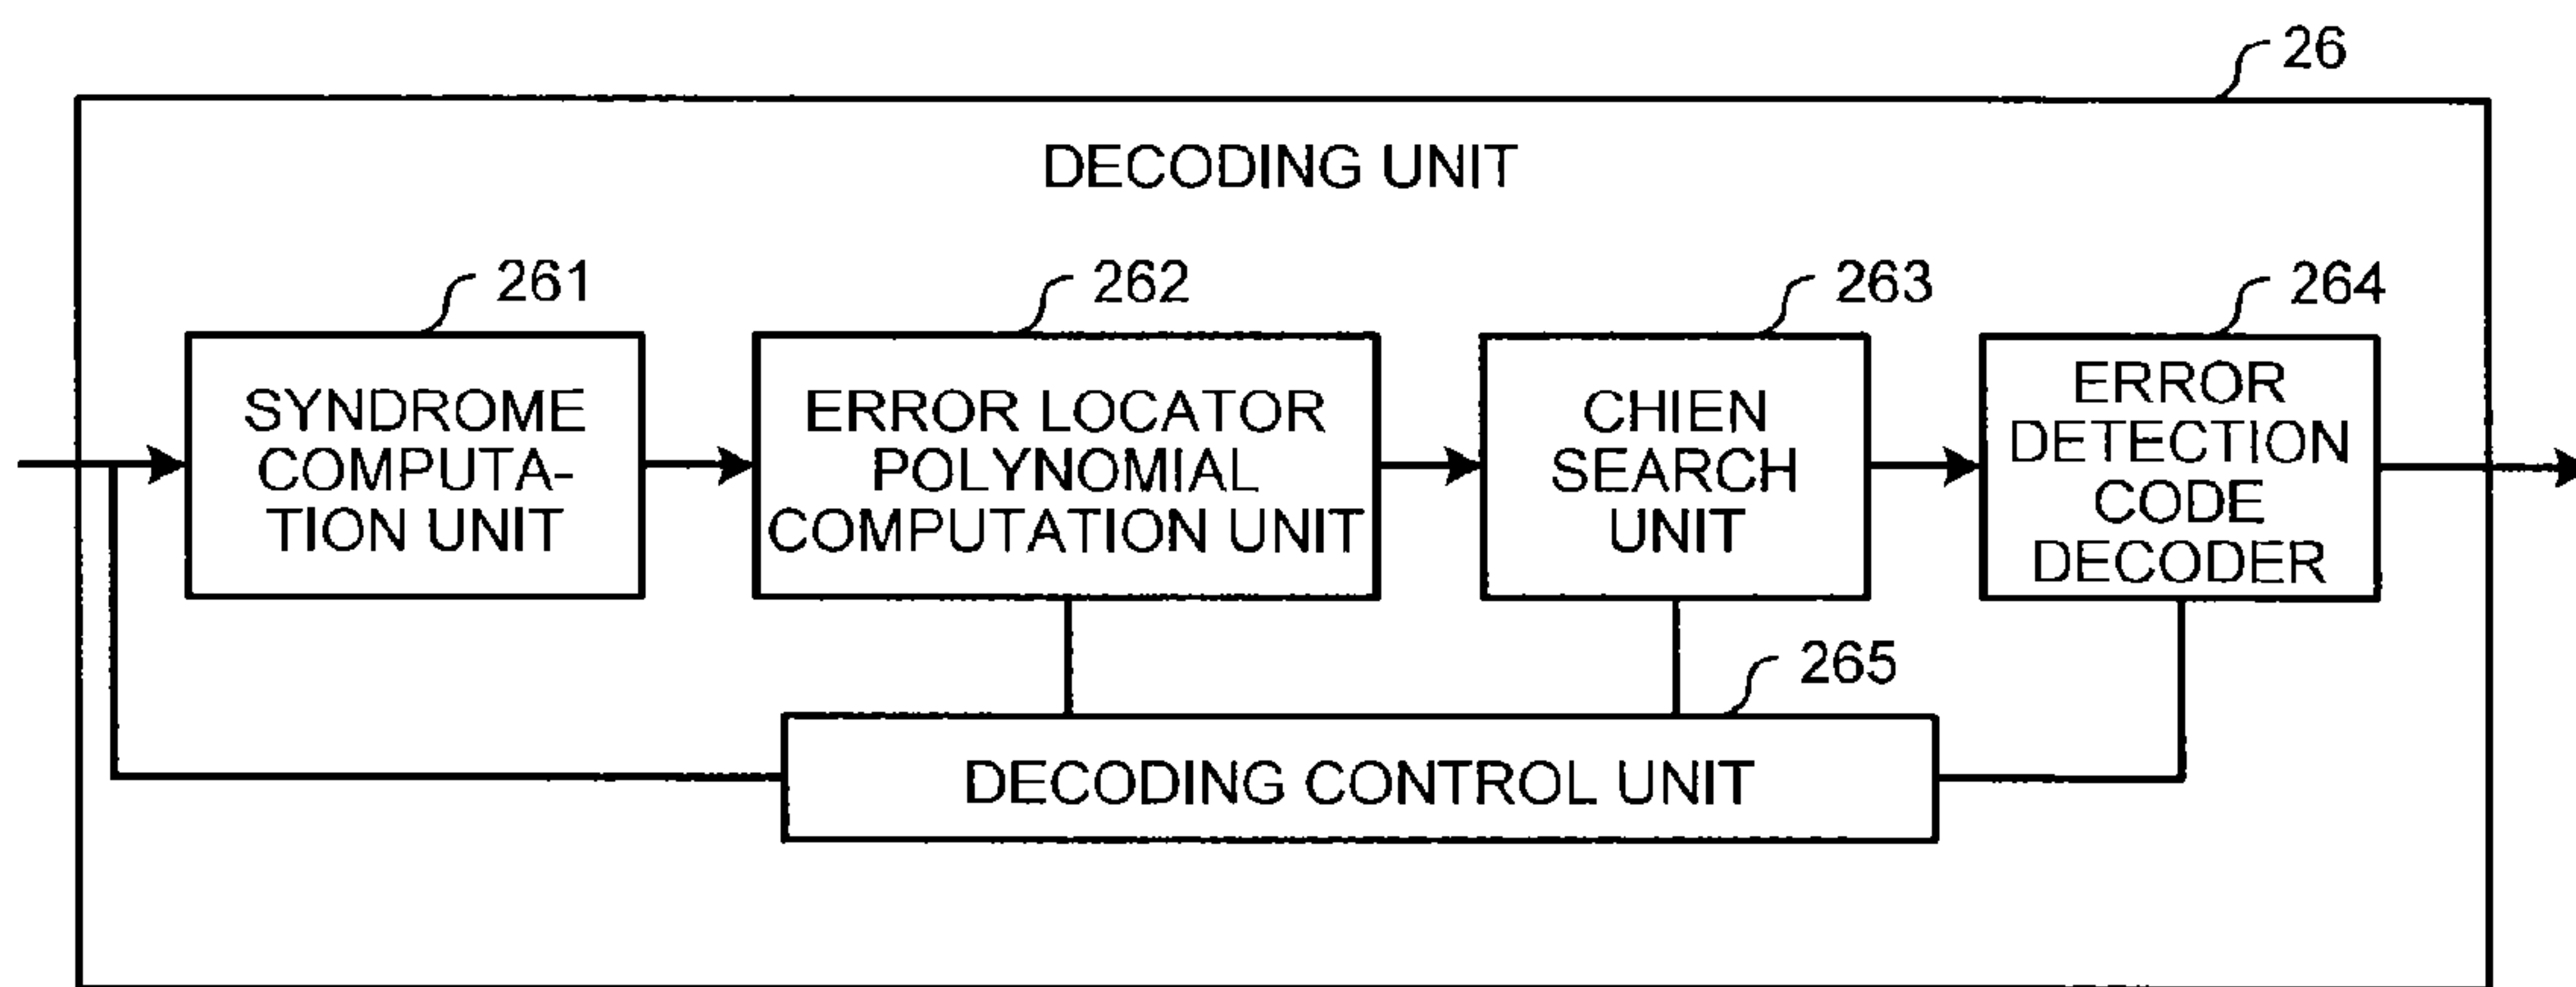 26
DECODING UNIT
261
262
263
264
SYNDROME
COMPUTA-
TION UNIT
ERROR LOCATOR
POLYNOMIAL
COMPUTATION UNIT
CHIEN
SEARCH
UNIT
ERROR
DETECTION
CODE
DECODER
265
DECODING CONTROL UNIT